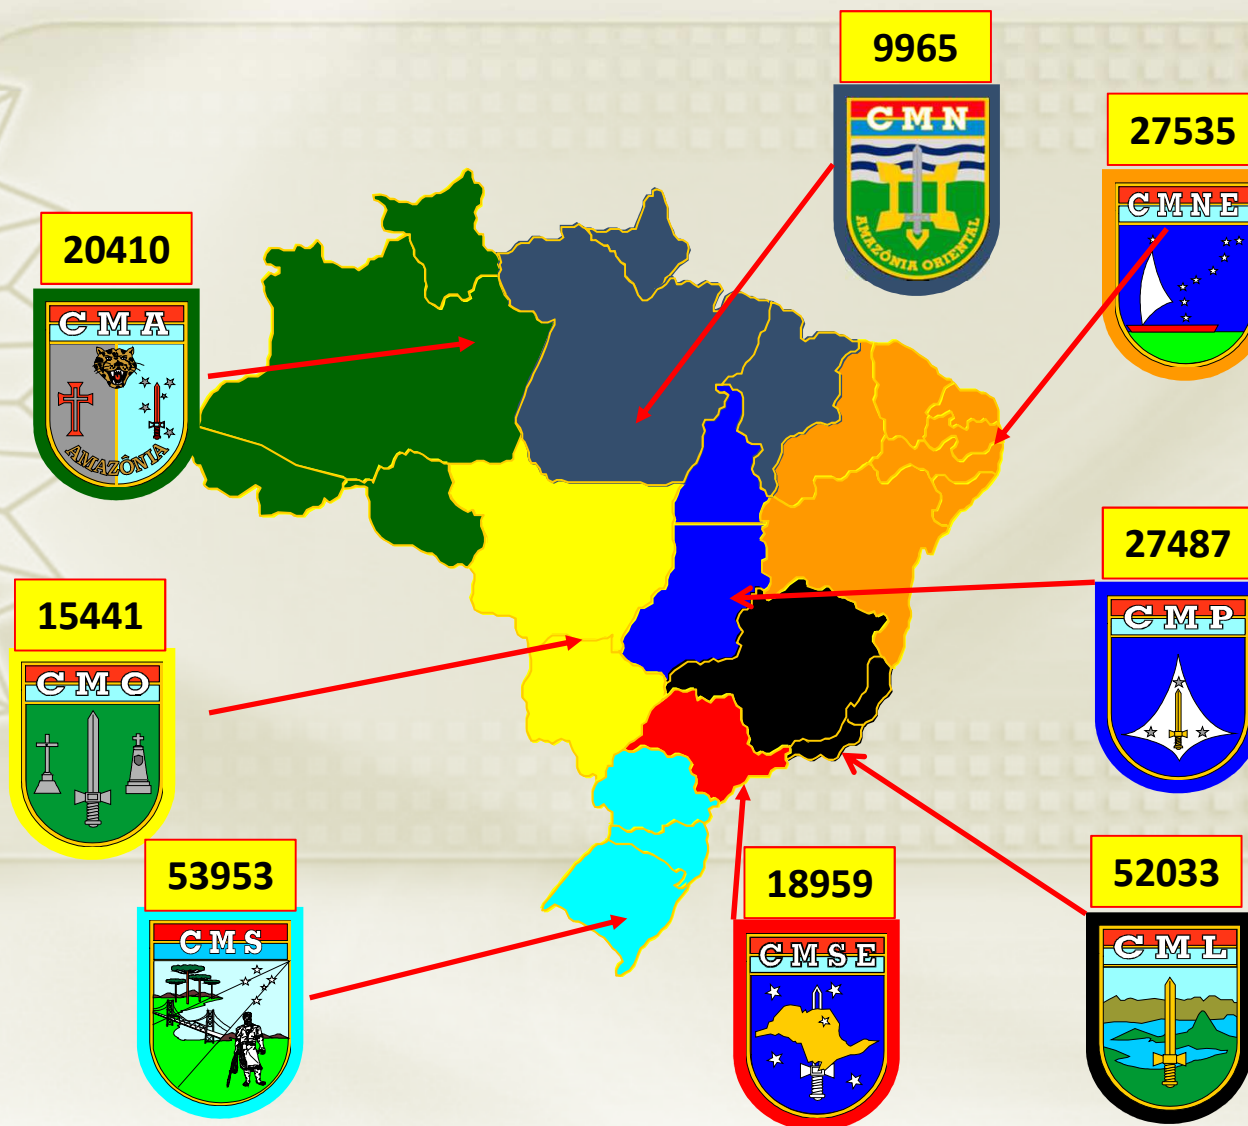 9965
CMN
AMAZÔNIA ORIENTAL
27535
CMNE
20410
CMA
AMAZÔNIA
27487
CMP
15441
CMO
53953
CMS
18959
CMSE
52033
CML